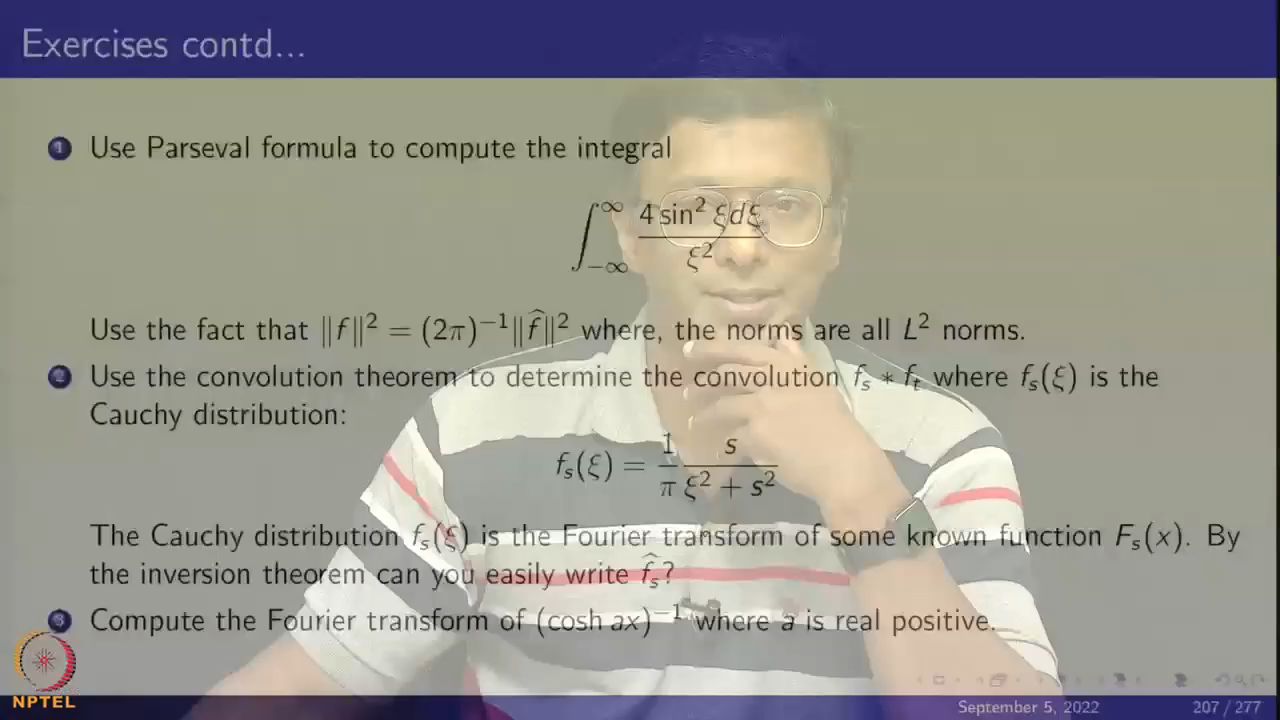 Exercises contd...
1 Use Parseval formula to compute the integral
∫_{-∞}^{∞} 4 sin² ξdξ / ξ²
Use the fact that ‖f‖² = (2π)⁻¹‖f̂‖² where, the norms are all L² norms.
2 Use the convolution theorem to determine the convolution f_s * f_t where f_s(ξ) is the
Cauchy distribution:
f_s(ξ) = 1/π s/(ξ² + s²)
The Cauchy distribution f_s(ξ) is the Fourier transform of some known function F_s(x). By
the inversion theorem can you easily write f̂_s?
3 Compute the Fourier transform of (cosh ax)⁻¹ where a is real positive.
NPTEL
September 5, 2022 207 / 277